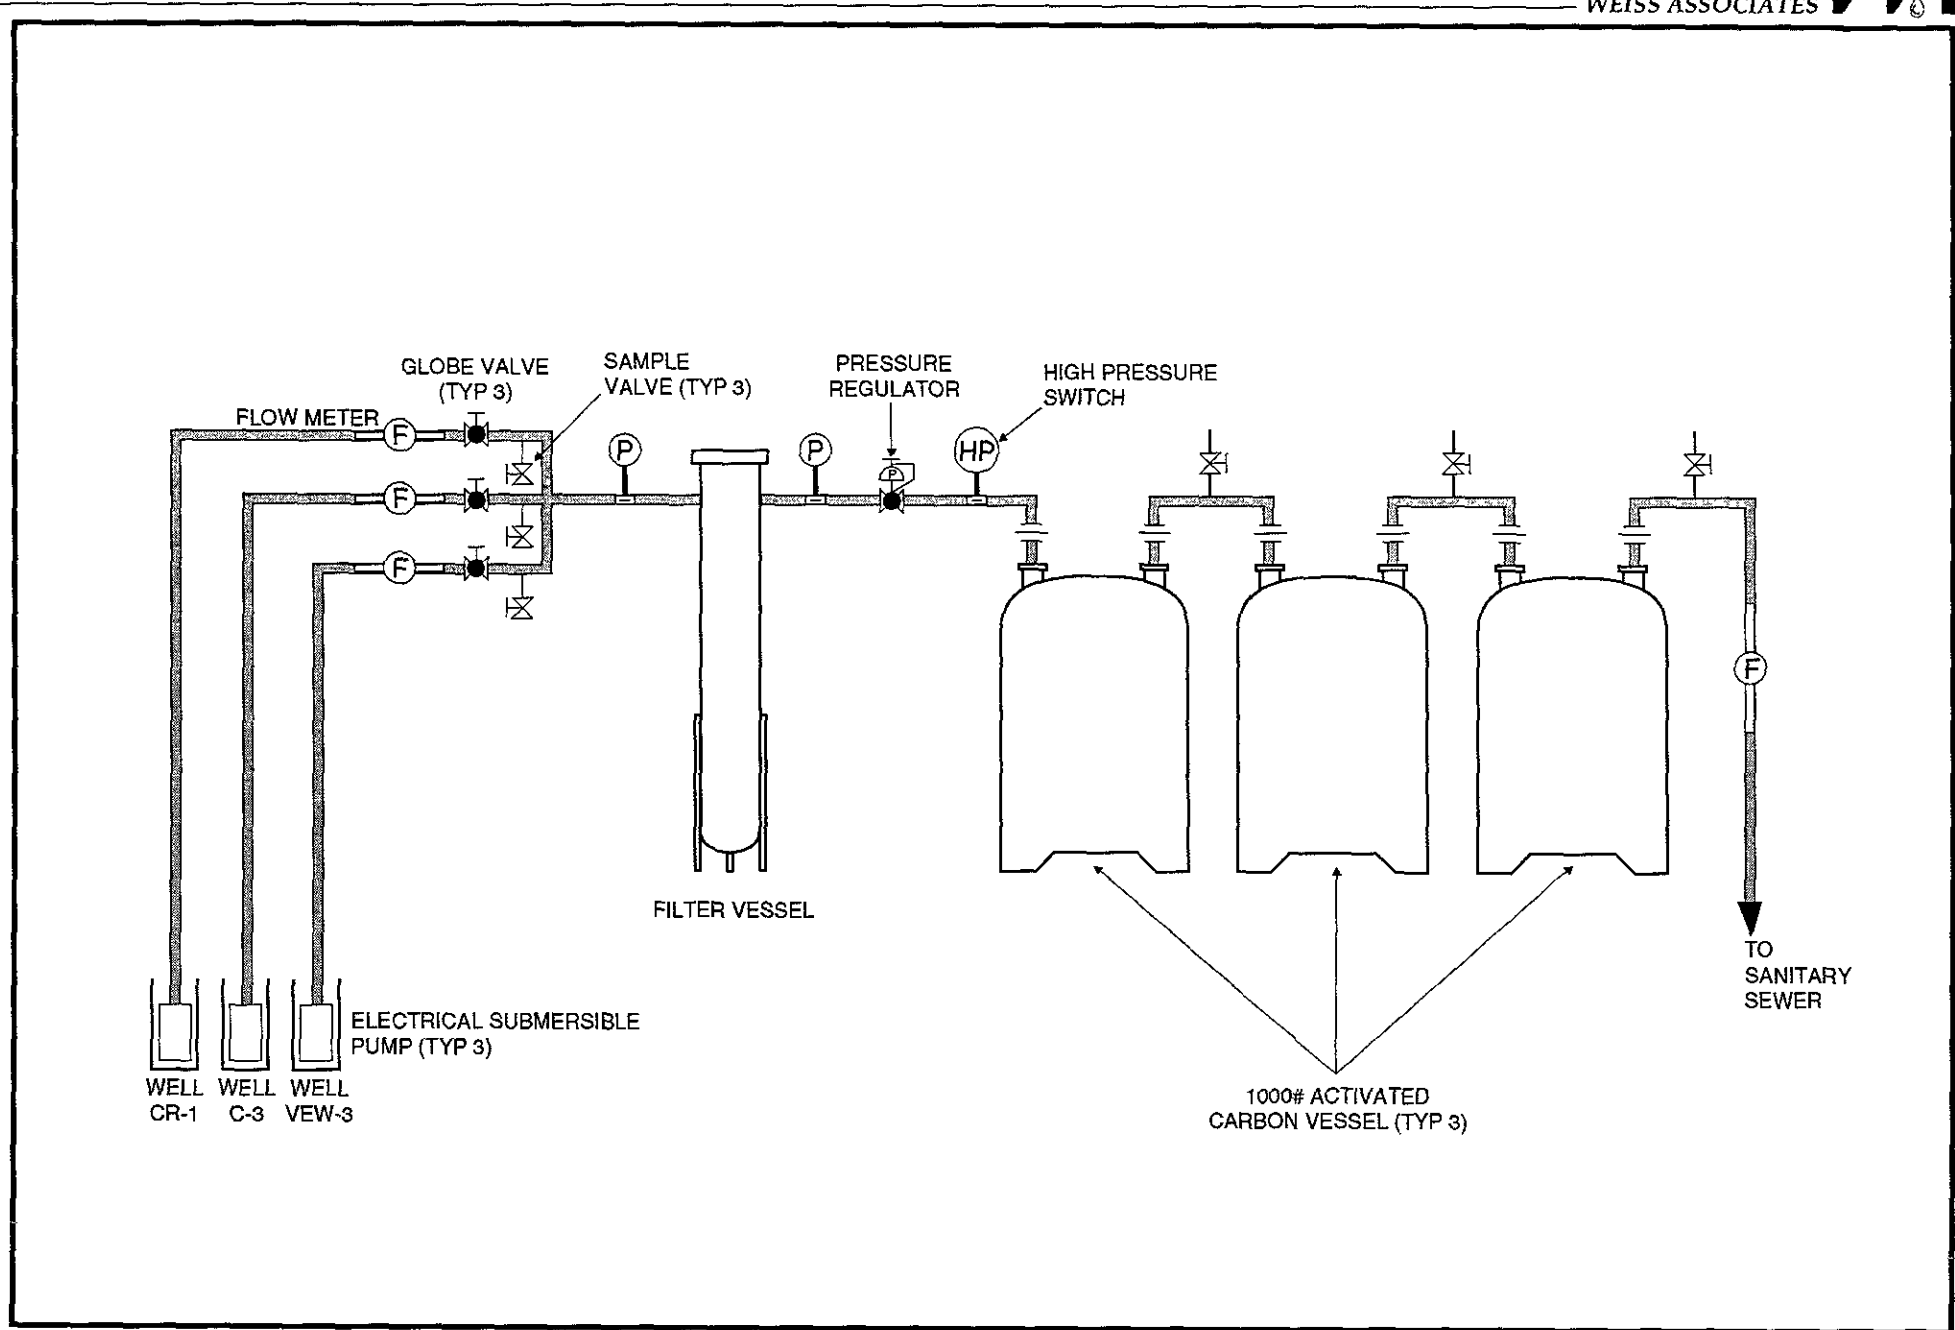 WEISS ASSOCIATES
GLOBE VALVE
(TYP 3)
SAMPLE
VALVE (TYP 3)
PRESSURE
REGULATOR
HIGH PRESSURE
SWITCH
FLOW METER
F
F
F
P
P
P
HP
F
FILTER VESSEL
TO
SANITARY
SEWER
ELECTRICAL SUBMERSIBLE
PUMP (TYP 3)
WELL
CR-1
WELL
C-3
WELL
VEW-3
1000# ACTIVATED
CARBON VESSEL (TYP 3)